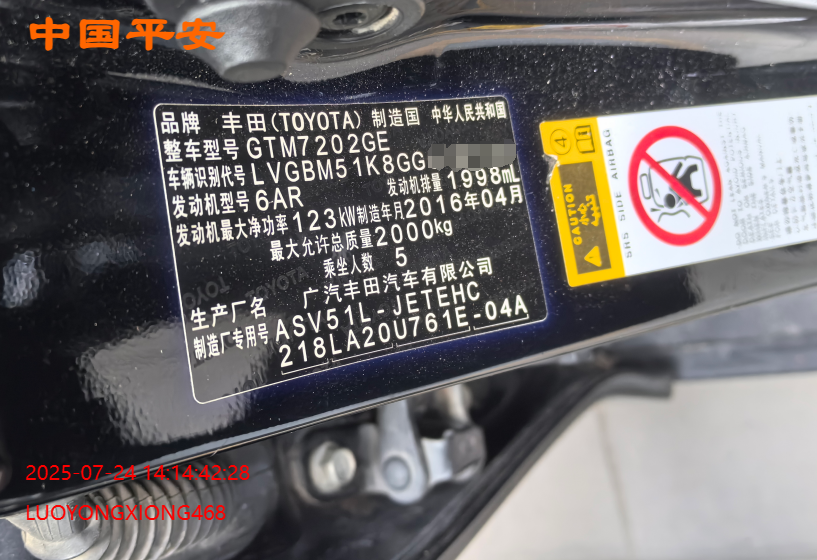 中国平安
品牌 丰田(TOYOTA) 制造国 中华人民共和国
整车型号 GTM7202GE
车辆识别代号 LVGBM51K8GG
发动机型号 6AR 发动机排量 1998mL
发动机最大净功率 123kW 制造年月 2016年04月
最大允许总质量 2000kg
乘坐人数 5
生产厂名 广汽丰田汽车有限公司
制造厂专用号 ASV51L-JETEHC
218LA20U761E-04A
CAUTION
SRS SIDE AIRBAG
2025-07-24 14:14:42:28
LUOYONGXIONG468